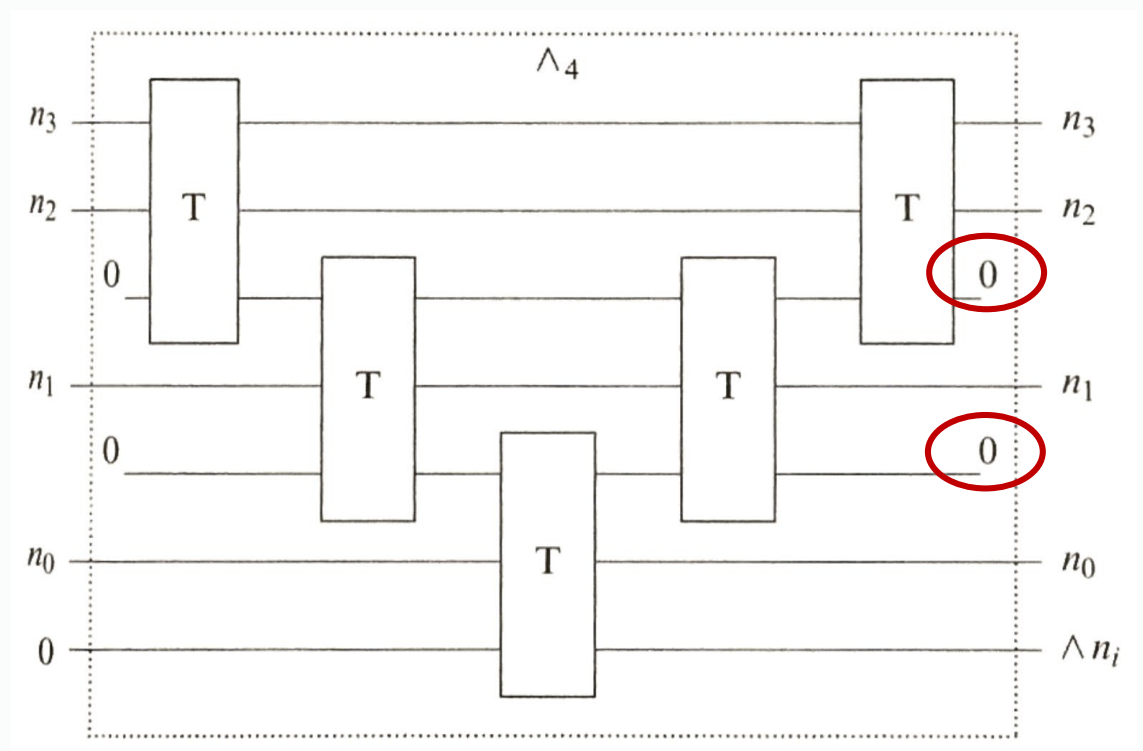 ∧₄
n₃ n₃
T T
n₂ n₂
0 0
n₁ T T n₁
0 0
n₀ T n₀
0 ∧nᵢ